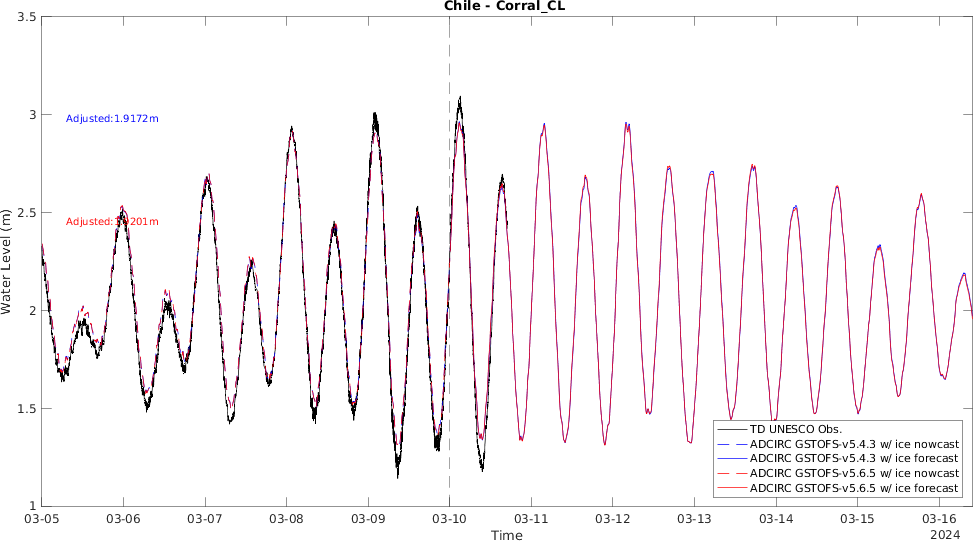 Chile - Corral_CL
3.5
3
2.5
2
1.5
1
Water Level (m)
Adjusted:1.9172m
Adjusted:1.9201m
TD UNESCO Obs.
ADCIRC GSTOFS-v5.4.3 w/ ice nowcast
ADCIRC GSTOFS-v5.4.3 w/ ice forecast
ADCIRC GSTOFS-v5.6.5 w/ ice nowcast
ADCIRC GSTOFS-v5.6.5 w/ ice forecast
03-05 03-06 03-07 03-08 03-09 03-10 03-11 03-12 03-13 03-14 03-15 03-16
Time
2024